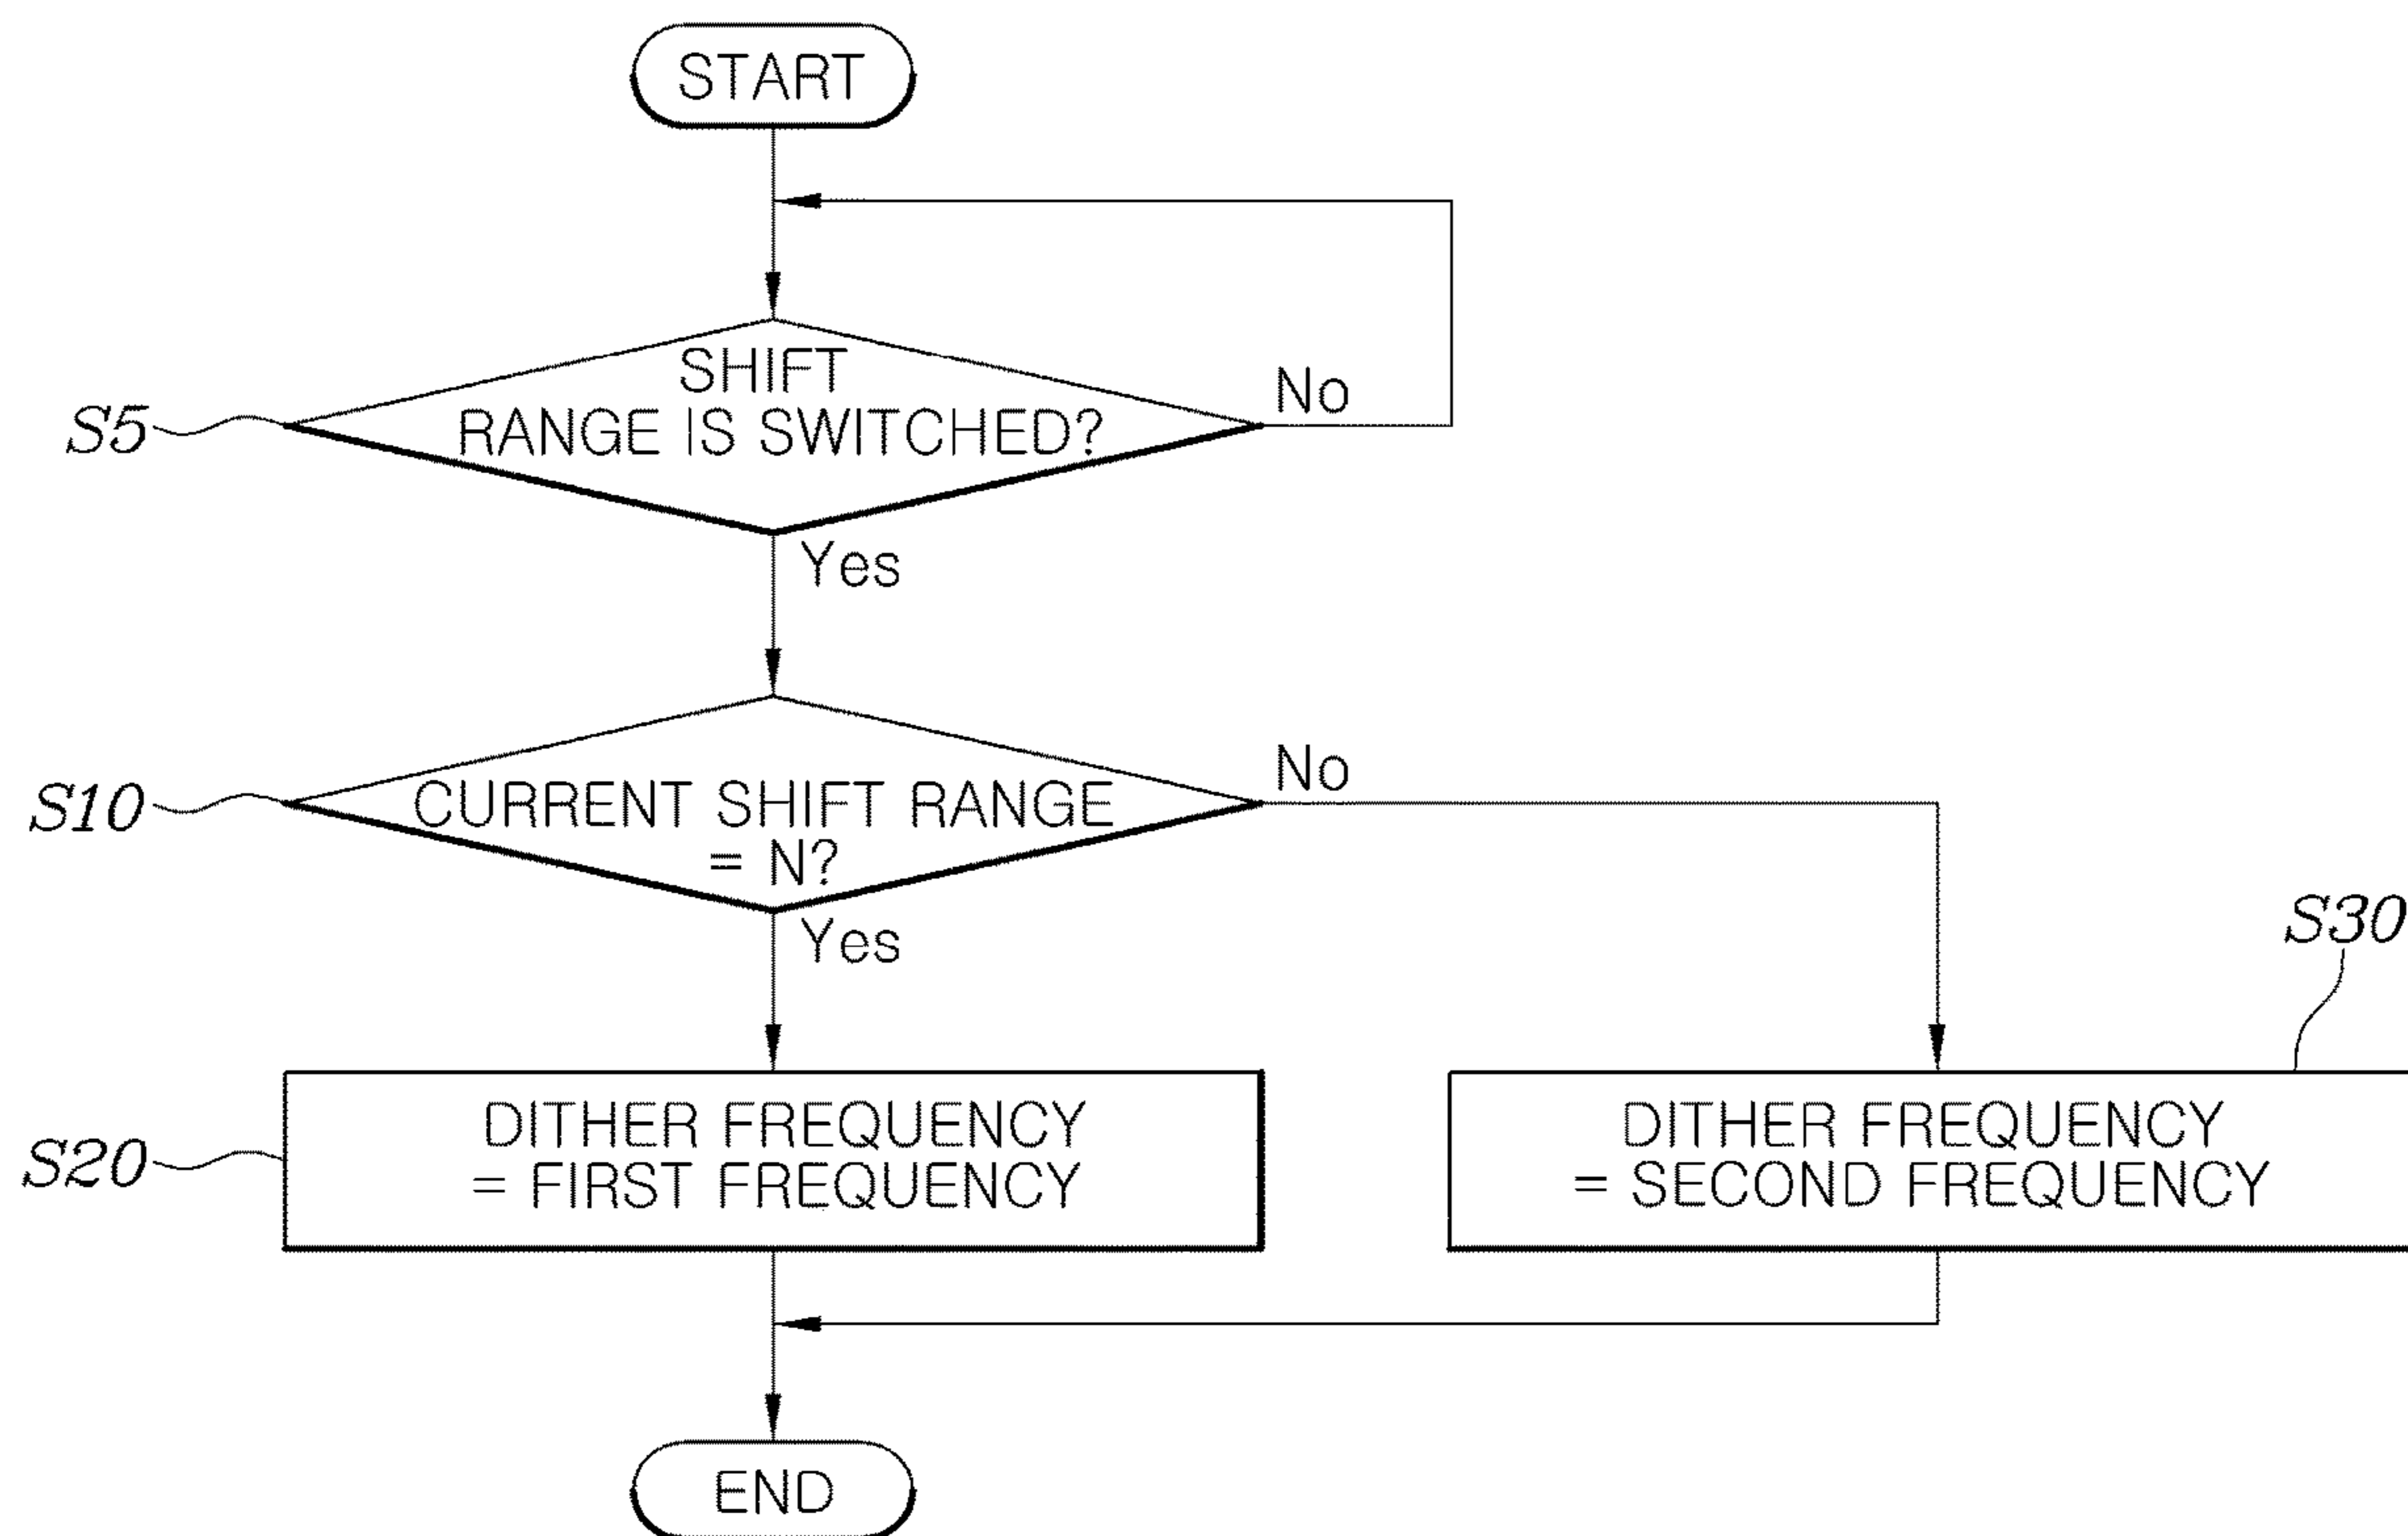 START
SHIFT
RANGE IS SWITCHED?
No
S5
Yes
CURRENT SHIFT RANGE
= N?
No
S10
Yes
S30
DITHER FREQUENCY
= FIRST FREQUENCY
S20
DITHER FREQUENCY
= SECOND FREQUENCY
END